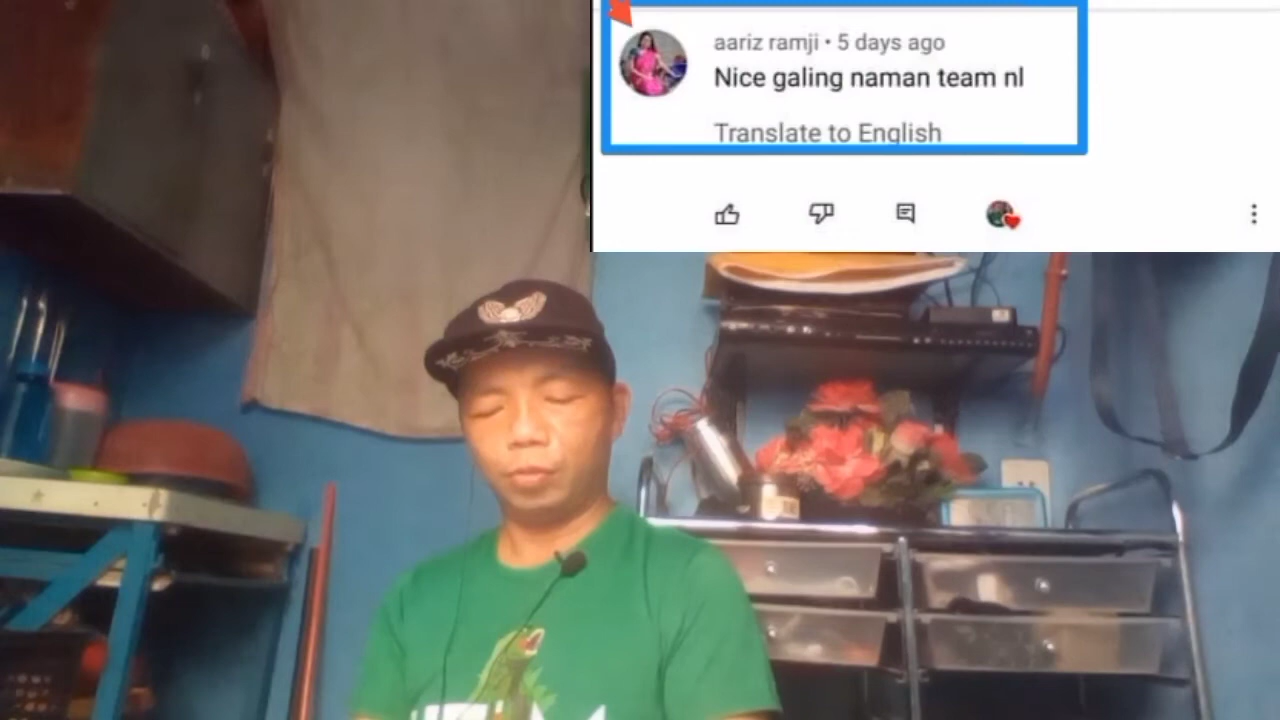 aariz ramji • 5 days ago
Nice galing naman team nl
Translate to English